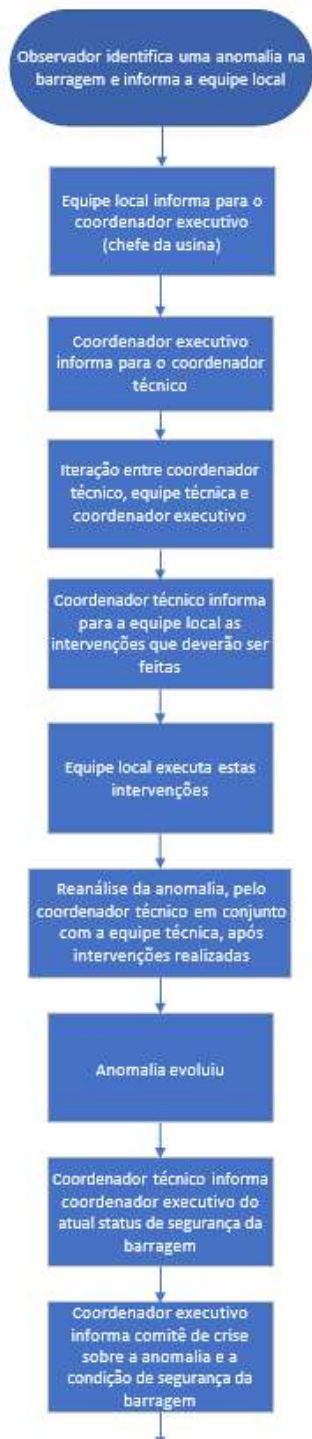 Observador identifica uma anomalia na
barragem e informa a equipe local
Equipe local informa para o
coordenador executivo
(chefe da usina)
Coordenador executivo
informa para o coordenador
técnico
Iteração entre coordenador
técnico, equipe técnica e
coordenador executivo
Coordenador técnico informa
para a equipe local as
intervenções que deverão ser
feitas
Equipe local executa estas
intervenções
Reanálise da anomalia, pelo
coordenador técnico em conjunto
com a equipe técnica, após
intervenções realizadas
Anomalia evoluiu
Coordenador técnico informa
coordenador executivo do
atual status de segurança da
barragem
Coordenador executivo
informa comitê de crise
sobre a anomalia e a
condição de segurança da
barragem